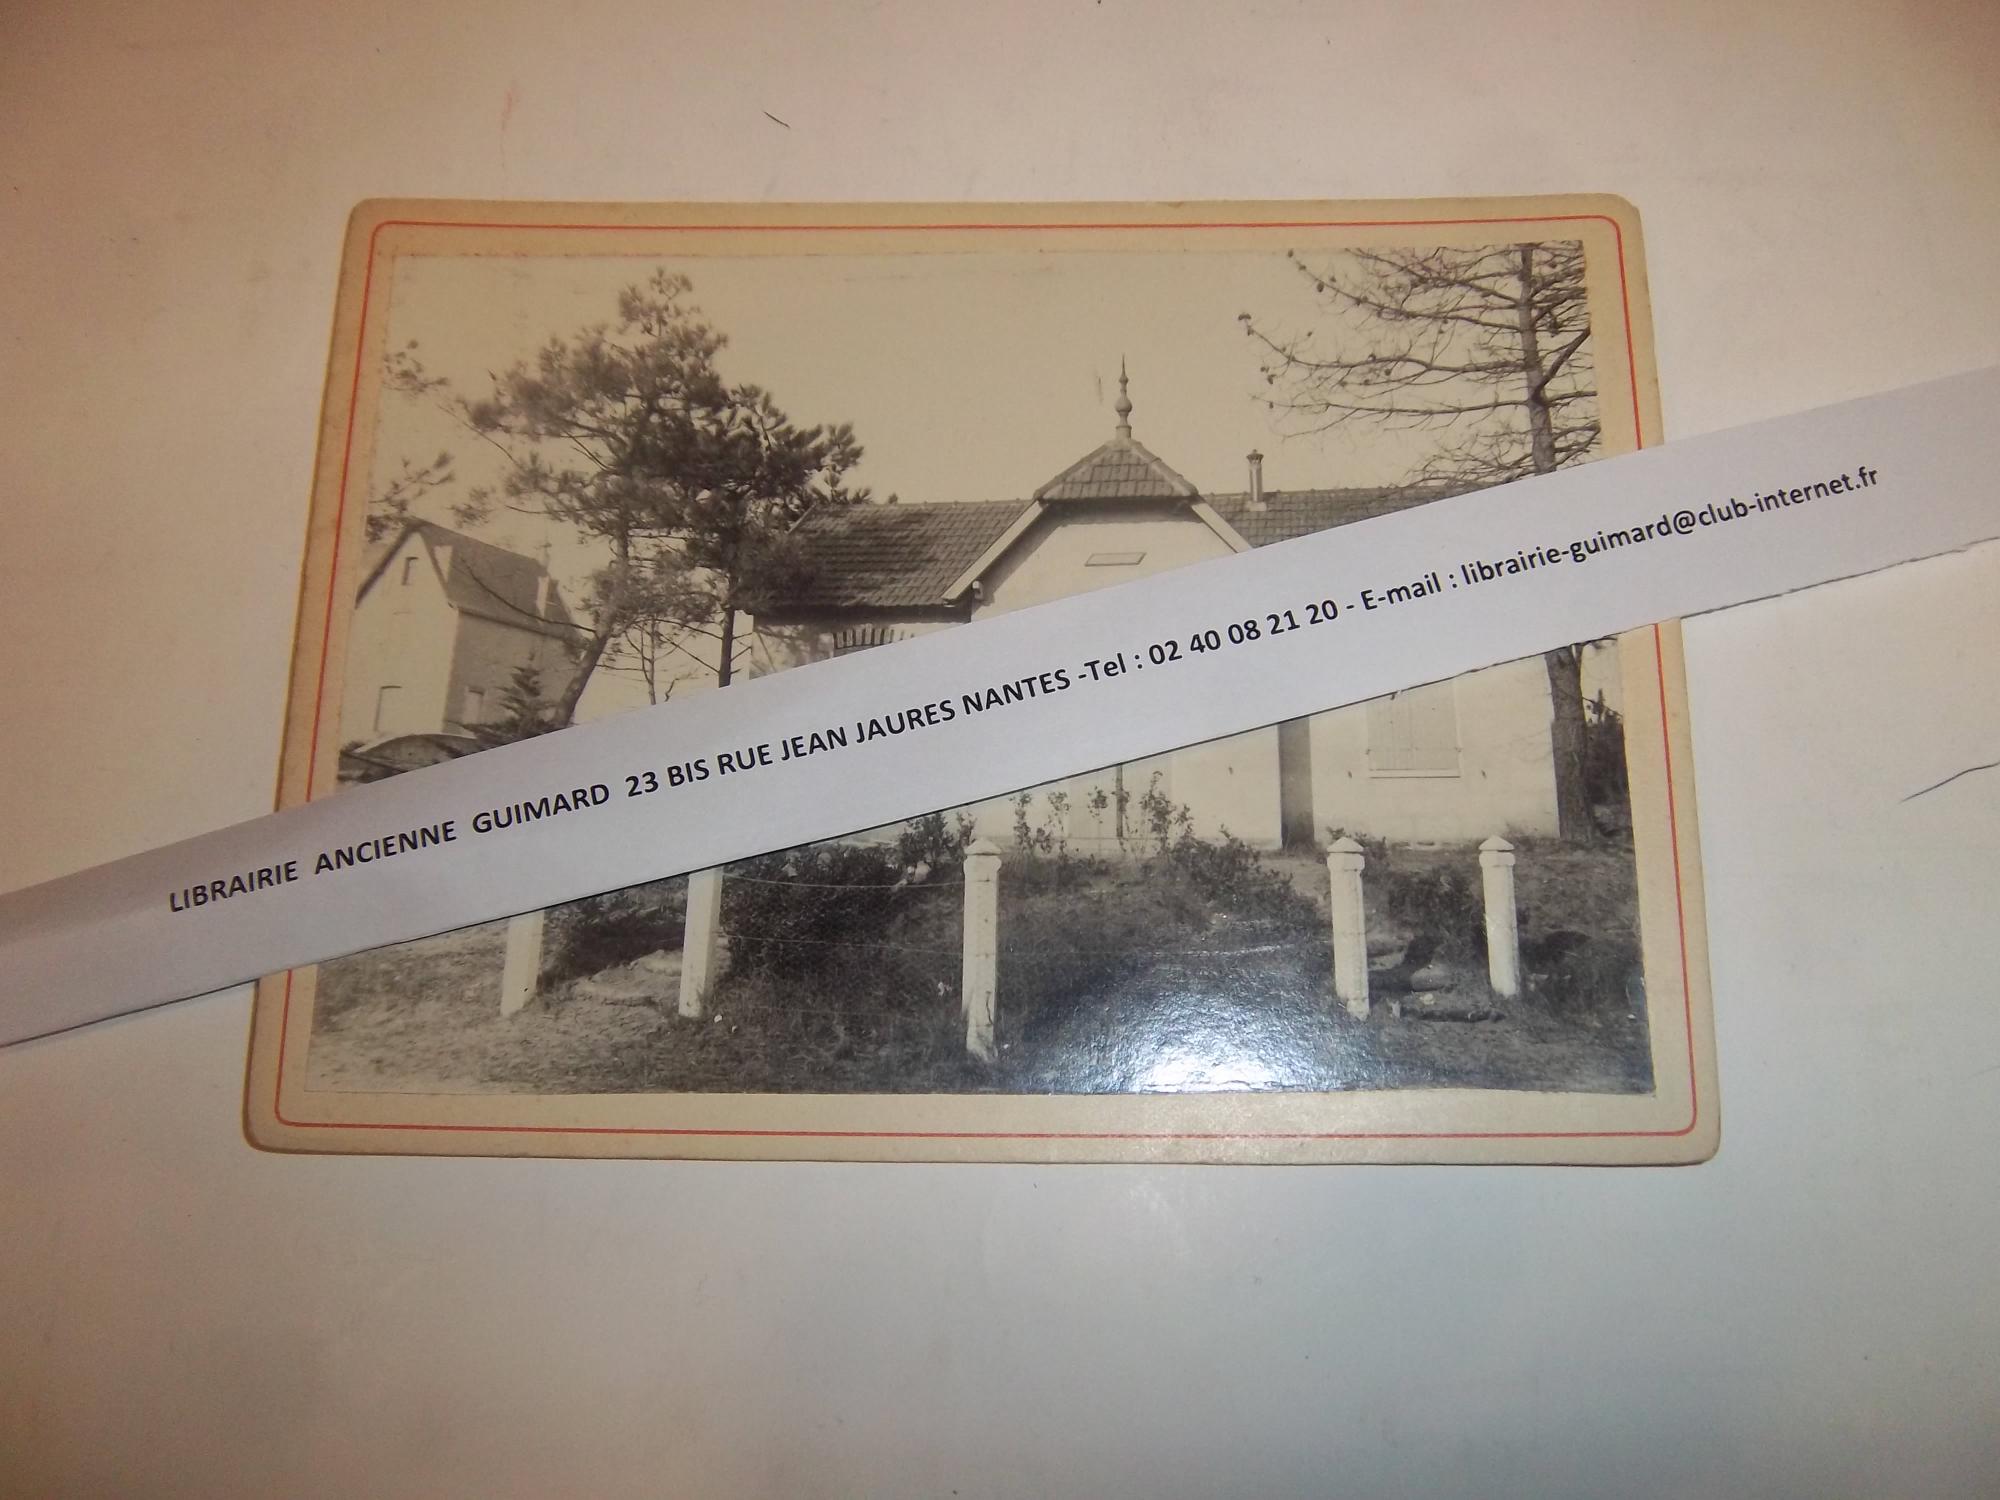 LIBRAIRIE ANCIENNE GUIMARD 23 BIS RUE JEAN JAURES NANTES -Tel : 02 40 08 21 20 - E-mail : librairie-guimard@club-internet.fr